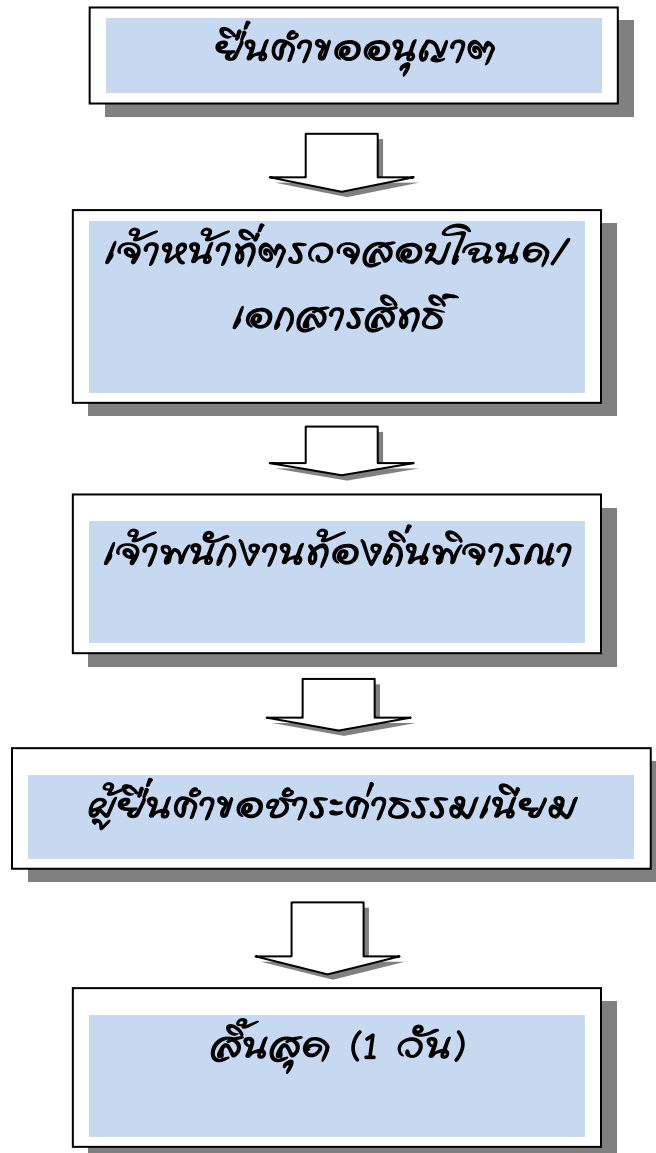 ยื่นคำขออนุญาต
เจ้าหน้าที่ตรวจสอบโฉนด/
เอกสารสิทธิ์
เจ้าพนักงานท้องถิ่นพิจารณา
ผู้ยื่นคำขอชำระค่าธรรมเนียม
สิ้นสุด (1 วัน)